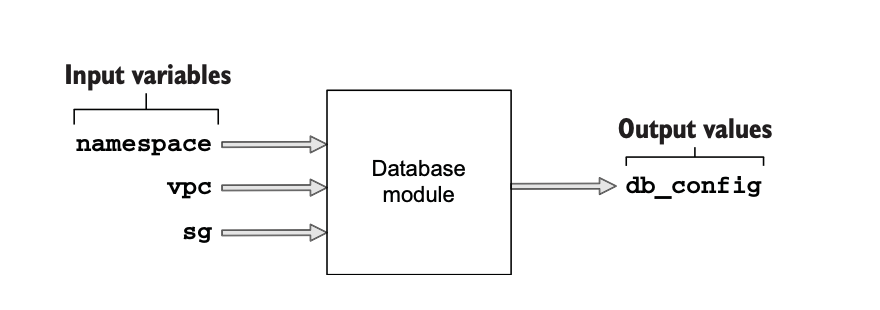 Input variables
namespace
vpc
sg
Database
module
Output values
db_config